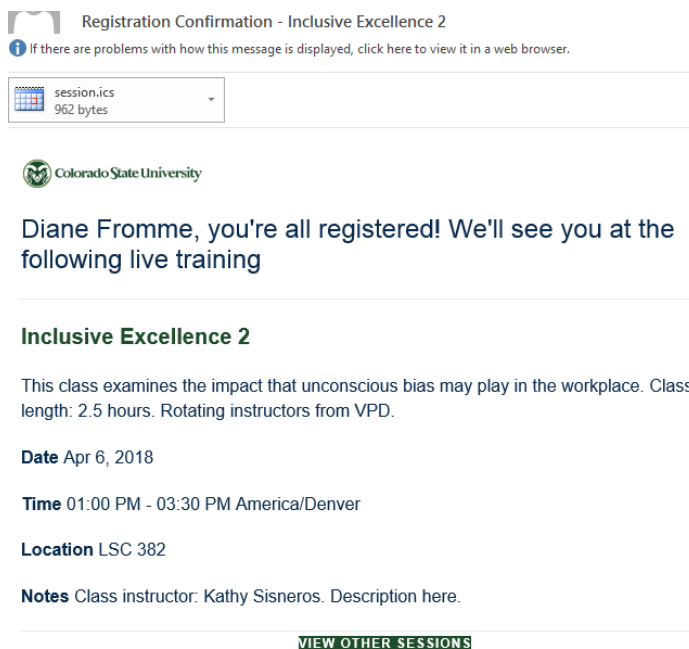 Registration Confirmation - Inclusive Excellence 2
If there are problems with how this message is displayed, click here to view it in a web browser.
session.ics
962 bytes
Colorado State University
Diane Fromme, you're all registered! We'll see you at the
following live training
Inclusive Excellence 2
This class examines the impact that unconscious bias may play in the workplace. Class
length: 2.5 hours. Rotating instructors from VPD.
Date Apr 6, 2018
Time 01:00 PM - 03:30 PM America/Denver
Location LSC 382
Notes Class instructor: Kathy Sisneros. Description here.
VIEW OTHER SESSIONS